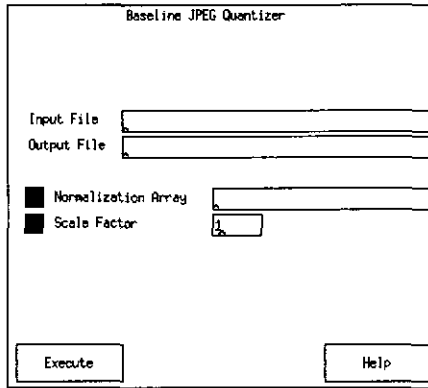 Baseline JPEG Quantizer
Input File
Output File
Normalization Array
Scale Factor 1
Execute Help